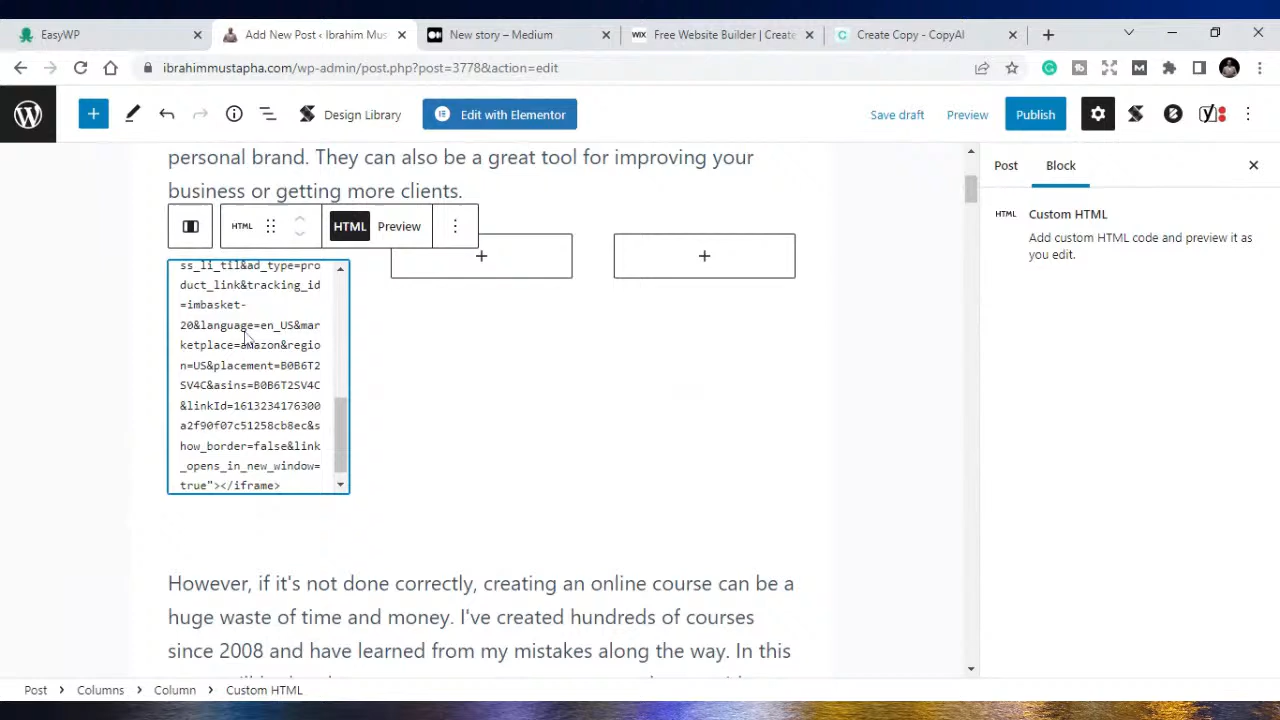 EasyWP
Add New Post ‹ Ibrahim Mus
New story – Medium
WIX
Free Website Builder | Create
C
Create Copy - CopyAI
ibrahimmustapha.com/wp-admin/post.php?post=3778&action=edit
Design Library
Edit with Elementor
Save draft
Preview
Publish
personal brand. They can also be a great tool for improving your
business or getting more clients.
HTML
HTML
Preview
ss_li_til&ad_type=pro
duct_link&tracking_id
=imbasket-
20&language=en_US&mar
ketplace=amazon&regio
n=US&placement=B0B6T2
SV4C&asins=B0B6T2SV4C
&linkId=1613234176300
a2f90f07c51258cb8ec&s
how_border=false&link
_opens_in_new_window=
true"></iframe>
However, if it's not done correctly, creating an online course can be a
huge waste of time and money. I've created hundreds of courses
since 2008 and have learned from my mistakes along the way. In this
Post
Block
HTML
Custom HTML
Add custom HTML code and preview it as
you edit.
Post > Columns > Column > Custom HTML